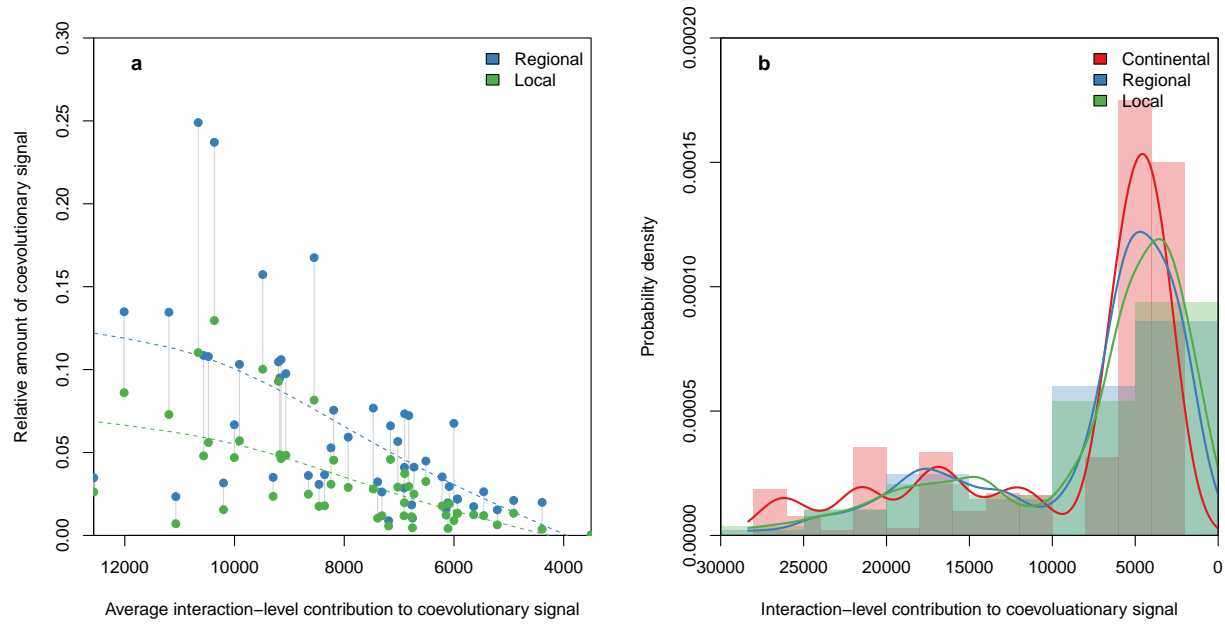 a
Regional
Local
Relative amount of coevolutionary signal
0.30
0.25
0.20
0.15
0.10
0.05
0.00
12000 10000 8000 6000 4000
Average interaction−level contribution to coevolutionary signal
b
Continental
Regional
Local
Probability density
0.00020
0.00015
0.00010
0.00005
0.00000
30000 25000 20000 15000 10000 5000 0
Interaction−level contribution to coevoluationary signal